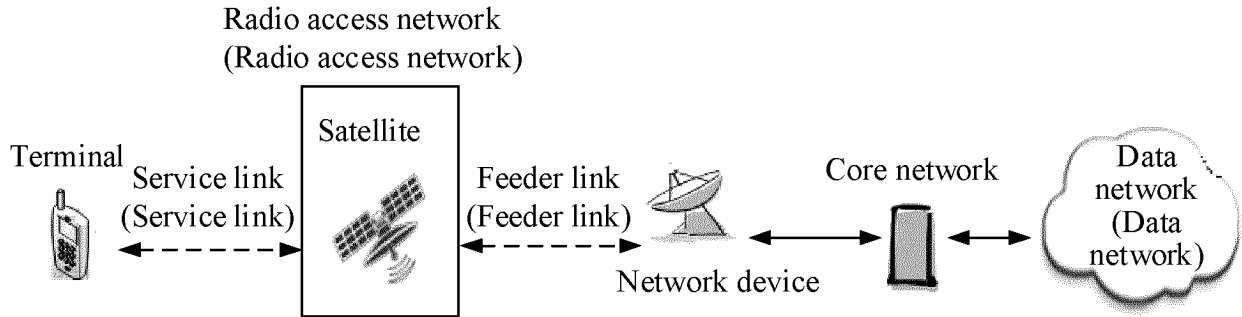 Radio access network
(Radio access network)
Satellite
Terminal
Service link
(Service link)
Feeder link
(Feeder link)
Network device
Core network
Data
network
(Data
network)